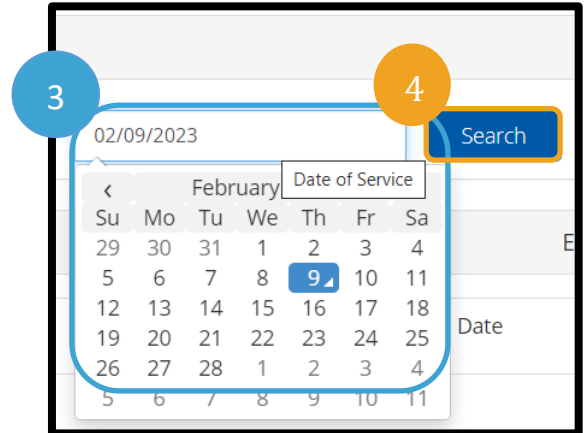 3
4
02/09/2023
Search
Date of Service
‹ February
Su Mo Tu We Th Fr Sa
29 30 31 1 2 3 4
E
5 6 7 8 9 10 11
12 13 14 15 16 17 18
Date
19 20 21 22 23 24 25
26 27 28 1 2 3 4
5 6 7 8 9 10 11